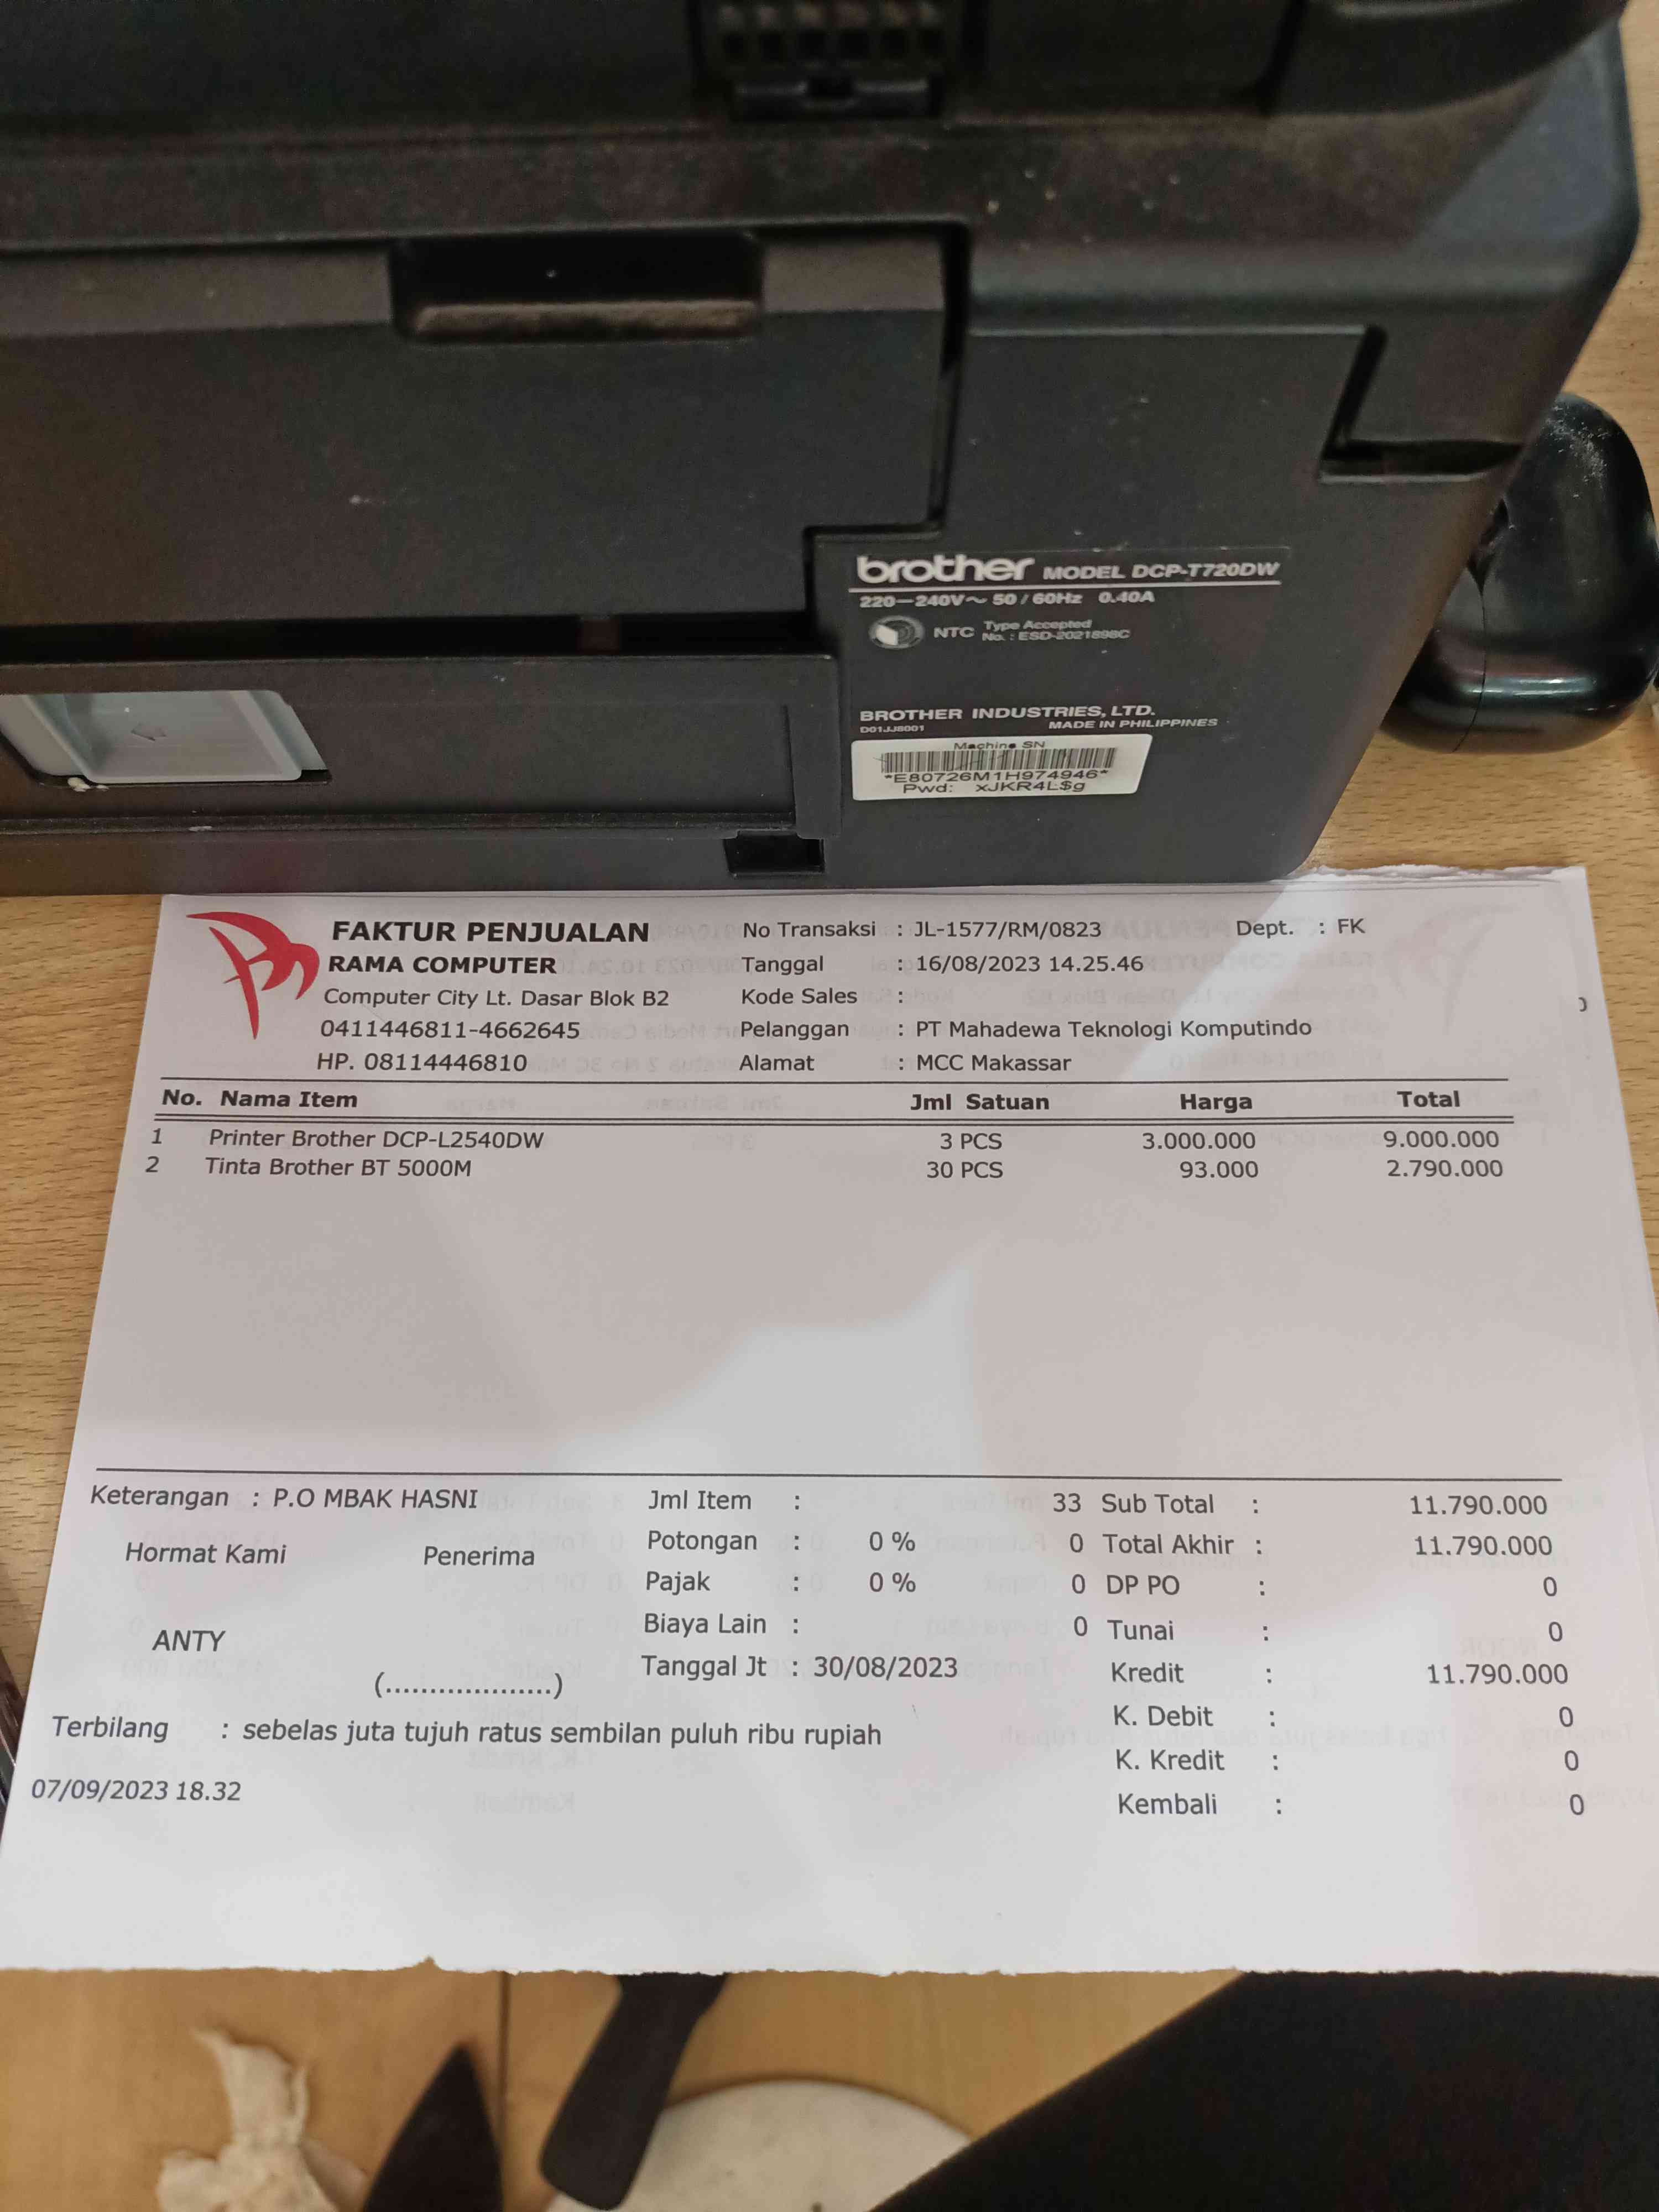 brother MODEL DCP-T720DW
220-240V~ 50/60Hz 0.40A
NTC Type Accepted
No. : ESD-2021898C
BROTHER INDUSTRIES, LTD.
D01JJ8001 MADE IN PHILIPPINES
Machine SN
*E80726M1H974946*
Pwd: xJKR4L$g
FAKTUR PENJUALAN No Transaksi : JL-1577/RM/0823 Dept. : FK
RAMA COMPUTER Tanggal : 16/08/2023 14.25.46
Computer City Lt. Dasar Blok B2 Kode Sales :
0411446811-4662645 Pelanggan : PT Mahadewa Teknologi Komputindo
HP. 08114446810 Alamat : MCC Makassar
No. Nama Item Jml Satuan Harga Total
1 Printer Brother DCP-L2540DW 3 PCS 3.000.000 9.000.000
2 Tinta Brother BT 5000M 30 PCS 93.000 2.790.000
Keterangan : P.O MBAK HASNI Jml Item : 33 Sub Total : 11.790.000
Hormat Kami Penerima Potongan : 0 % 0 Total Akhir : 11.790.000
Pajak : 0 % 0 DP PO : 0
ANTY Biaya Lain : 0 Tunai : 0
(...................) Tanggal Jt : 30/08/2023 Kredit : 11.790.000
Terbilang : sebelas juta tujuh ratus sembilan puluh ribu rupiah K. Debit : 0
K. Kredit : 0
07/09/2023 18.32 Kembali : 0